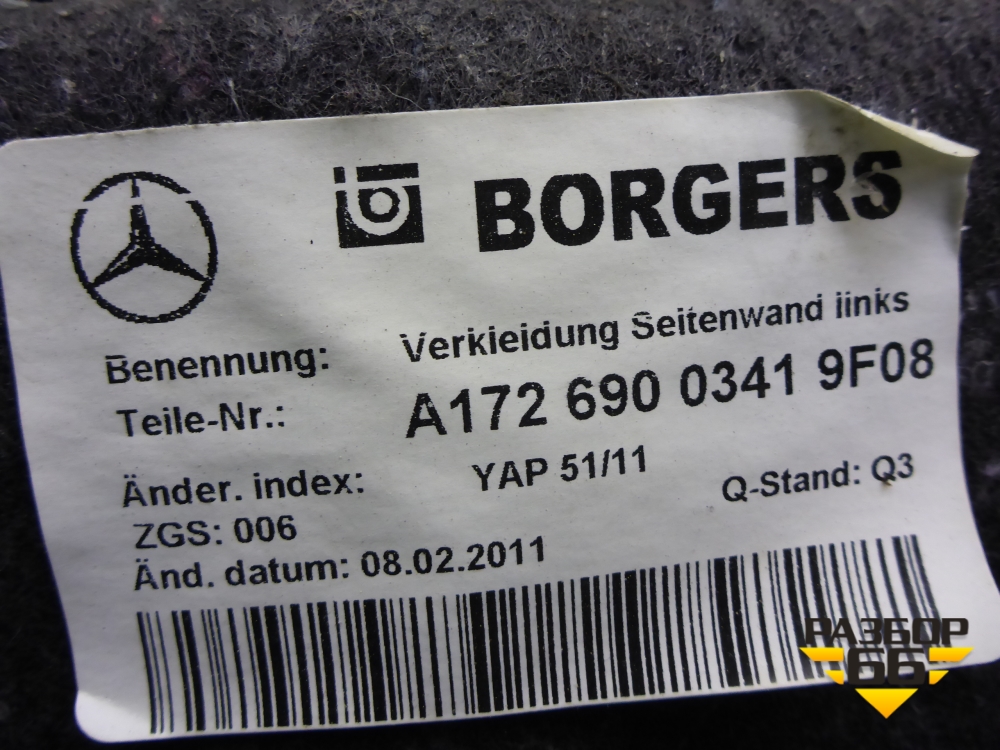 BORGERS
Benennung: Verkleidung Seitenwand links
Teile-Nr.: A172 690 0341 9F08
Änder. index: YAP 51/11
Q-Stand: Q3
ZGS: 006
Änd. datum: 08.02.2011
РАЗБОР
66